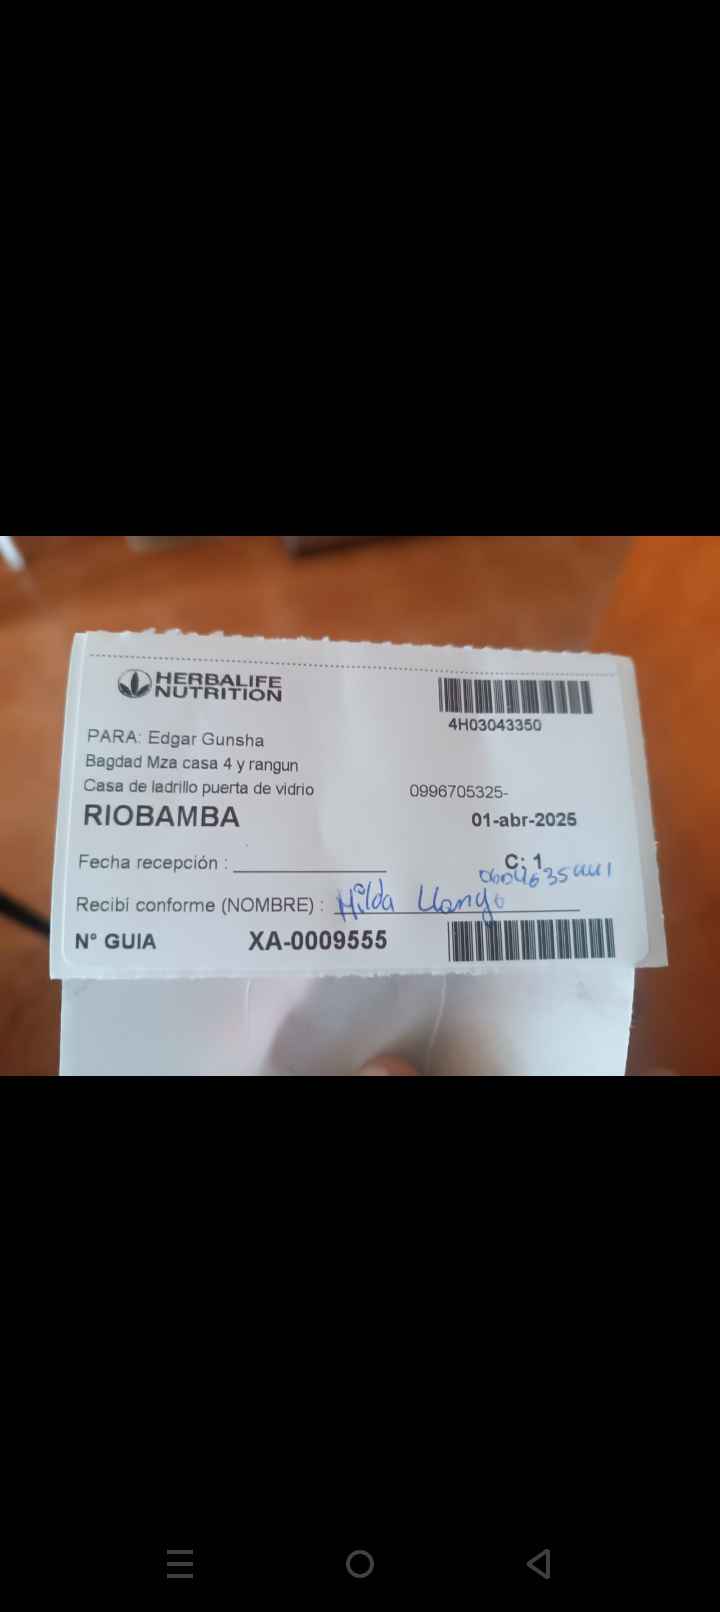 HERBALIFE
NUTRITION
4H03043350
PARA: Edgar Gunsha
Bagdad Mza casa 4 y rangun
Casa de ladrillo puerta de vidrio 0996705325-
RIOBAMBA 01-abr-2025
Fecha recepción : C: 1
Recibí conforme (NOMBRE) : Hilda
N° GUIA XA-0009555